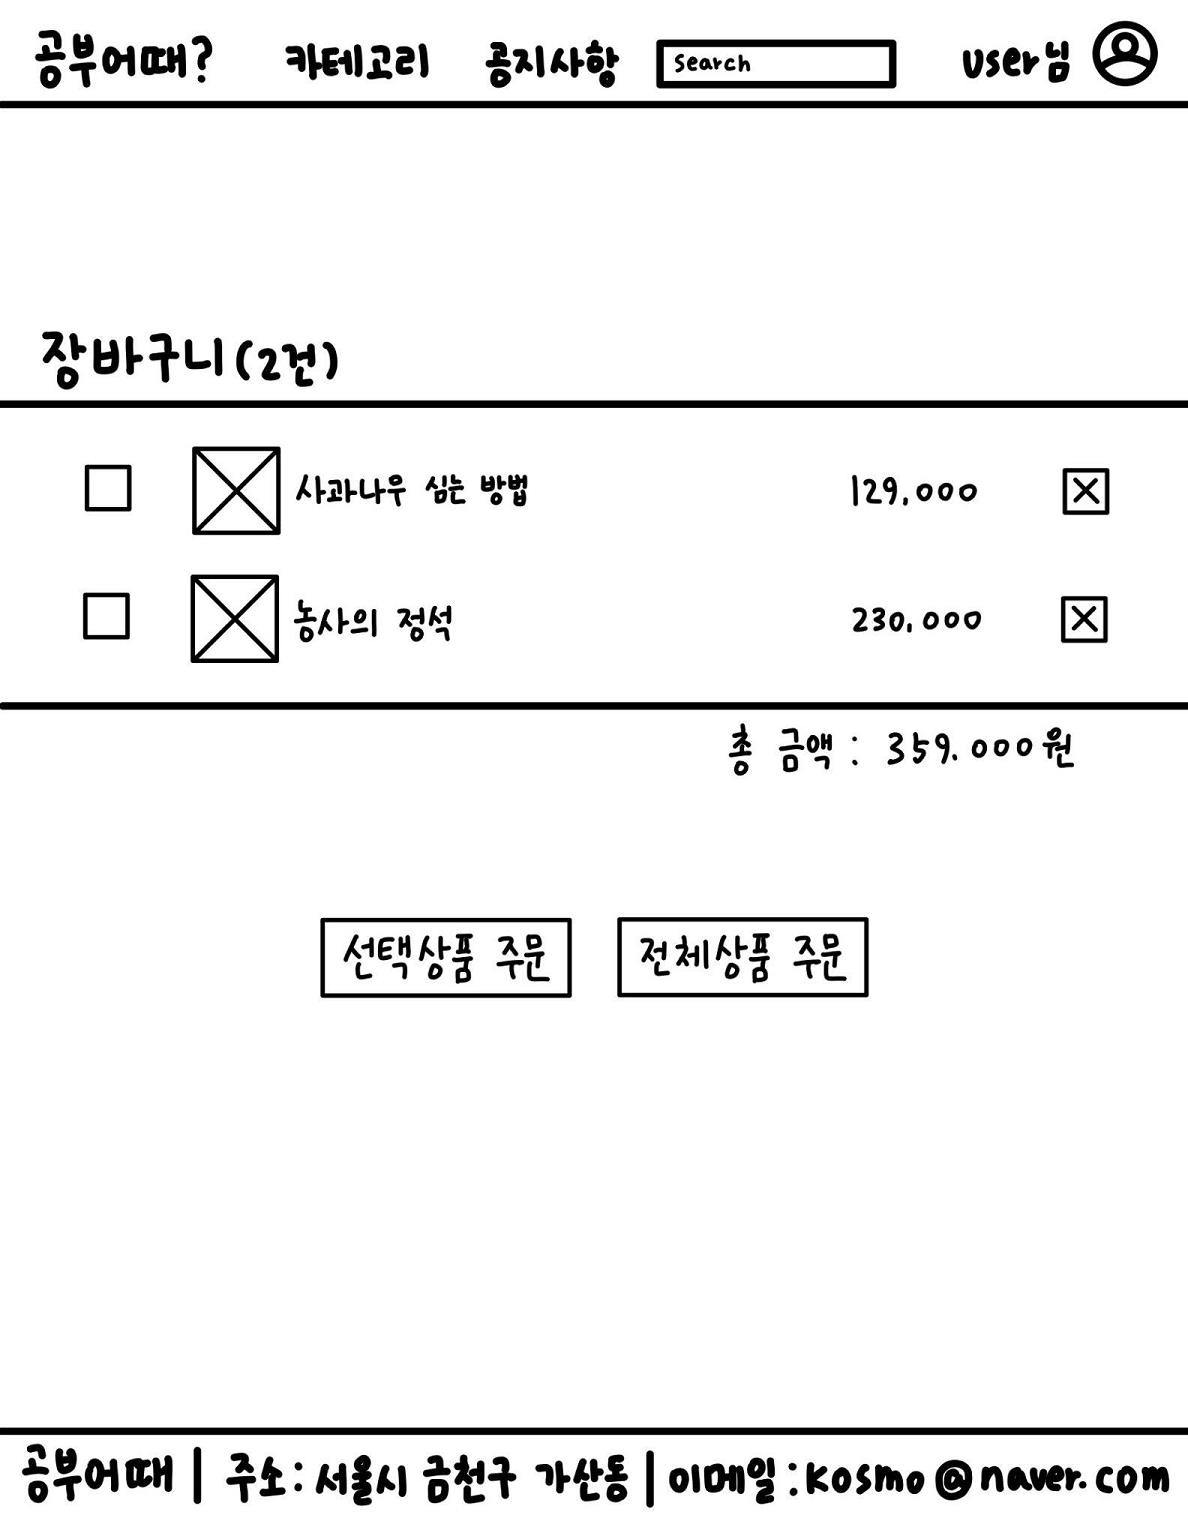 공부어때? 카테고리 공지사항 Search user님
장바구니(2건)
사과나무 심는 방법 129,000
농사의 정석 230,000
총 금액 : 359.000원
선택상품 주문 전체상품 주문
공부어때 | 주소:서울시 금천구 가산동 | 이메일:kosmo@naver.com